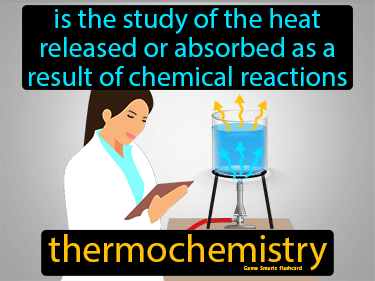 is the study of the heat
released or absorbed as a
result of chemical reactions
thermochemistry
Game Smartz flashcard